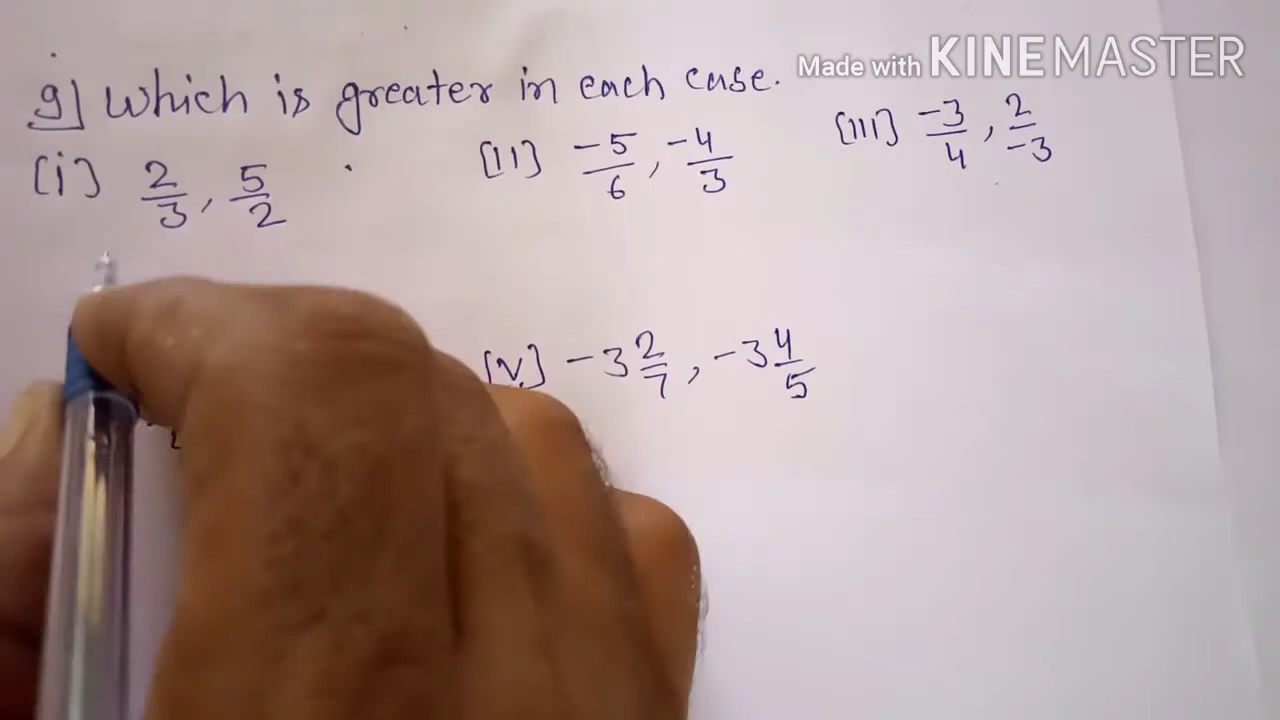 Made with KINEMASTER
9] Which is greater in each case.
[i] 2/3, 5/2 [II] -5/6, -4/3 [III] -3/4, 2/-3
[V.] -3 2/7, -3 4/5